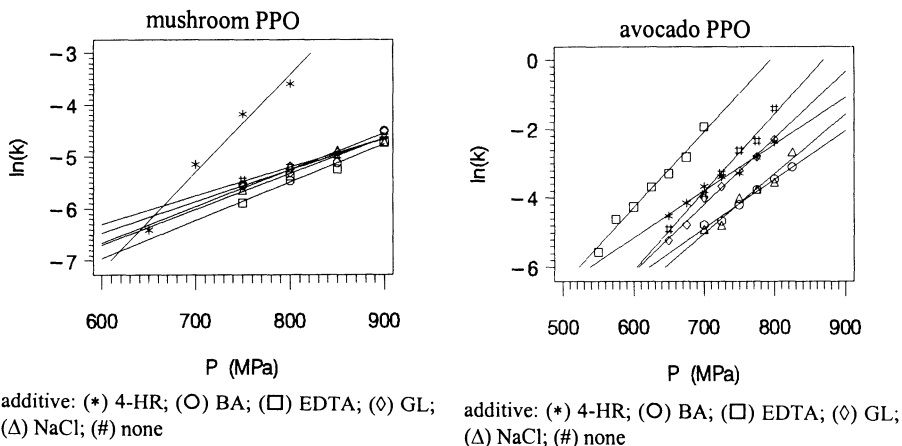 mushroom PPO
−3
−4
−5
−6
−7
ln(k)
600
700
800
900
P (MPa)
additive: (*) 4-HR; (O) BA; (□) EDTA; (◊) GL;
(Δ) NaCl; (#) none
avocado PPO
0
−2
−4
−6
ln(k)
500
600
700
800
900
P (MPa)
additive: (*) 4-HR; (O) BA; (□) EDTA; (◊) GL;
(Δ) NaCl; (#) none